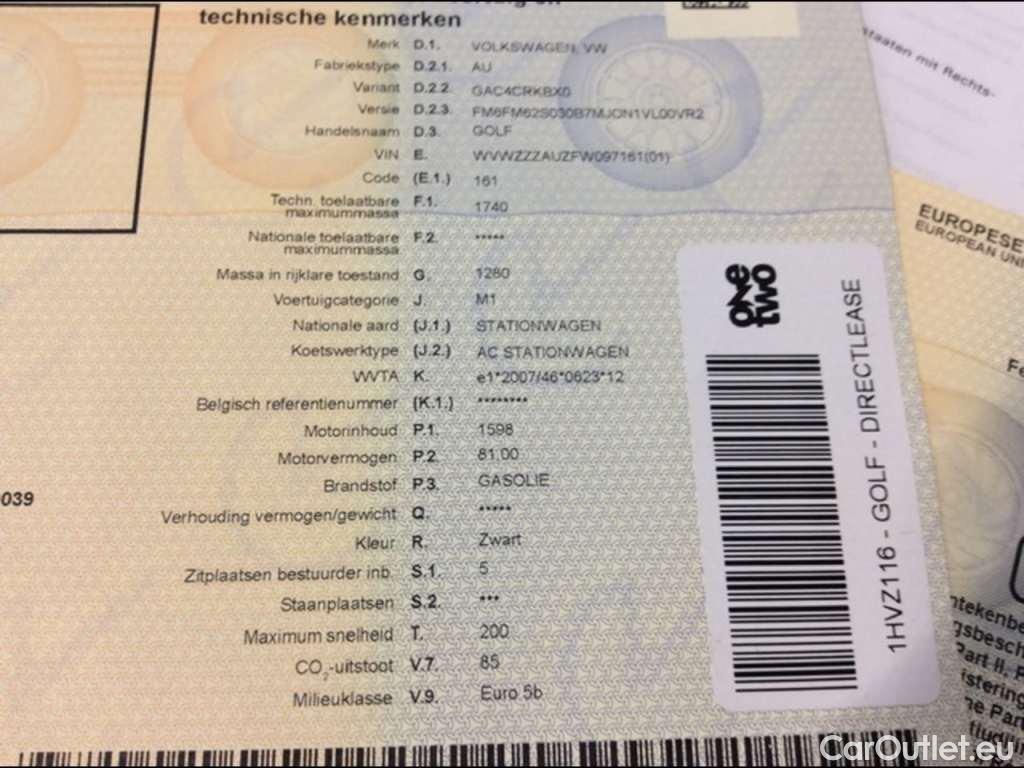 technische kenmerken
Merk D.1. VOLKSWAGEN, VW
Fabriekstype D.2.1. AU
Variant D.2.2. GAC4CRKBX0
Versie D.2.3. FM6FM62S030B7MJON1VL00VR2
Handelsnaam D.3. GOLF
VIN E. WVWZZZAUZFW097161(01)
Code (E.1.) 161
Techn. toelaatbare F.1. 1740
maximummassa
Nationale toelaatbare F.2. *****
maximummassa
Massa in rijklare toestand G. 1280
Voertuigcategorie J. M1
Nationale aard (J.1.) STATIONWAGEN
Koetswerktype (J.2.) AC STATIONWAGEN
WVTA K. e1*2007/46*0623*12
Belgisch referentienummer (K.1.) ********
Motorinhoud P.1. 1598
Motorvermogen P.2. 81.00
Brandstof P.3. GASOLIE
Verhouding vermogen/gewicht Q. *****
Kleur R. Zwart
Zitplaatsen bestuurder inb. S.1. 5
Staanplaatsen S.2. ***
Maximum snelheid T. 200
CO2-uitstoot V.7. 85
Milieuklasse V.9. Euro 5b
039
one
two
1HVZ116 - GOLF - DIRECTLEASE
staaten mit Rechts-
EUROPESE
EUROPEAN UNI
Part II, P
CarOutlet.eu